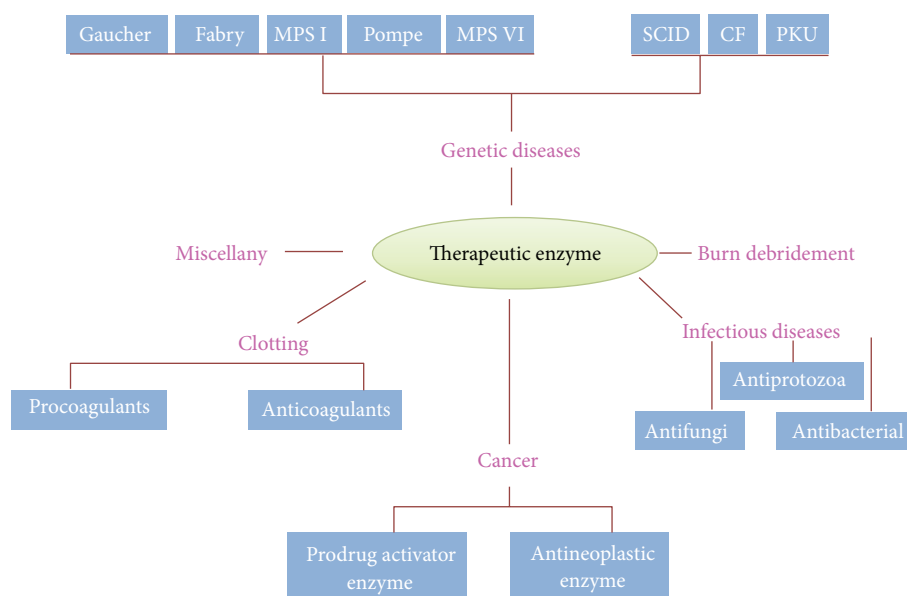 Gaucher Fabry MPS I Pompe MPS VI SCID CF PKU
Genetic diseases
Miscellany
Therapeutic enzyme
Burn debridement
Clotting
Infectious diseases
Procoagulants
Anticoagulants
Antiprotozoa
Antifungi
Antibacterial
Cancer
Prodrug activator
enzyme
Antineoplastic
enzyme